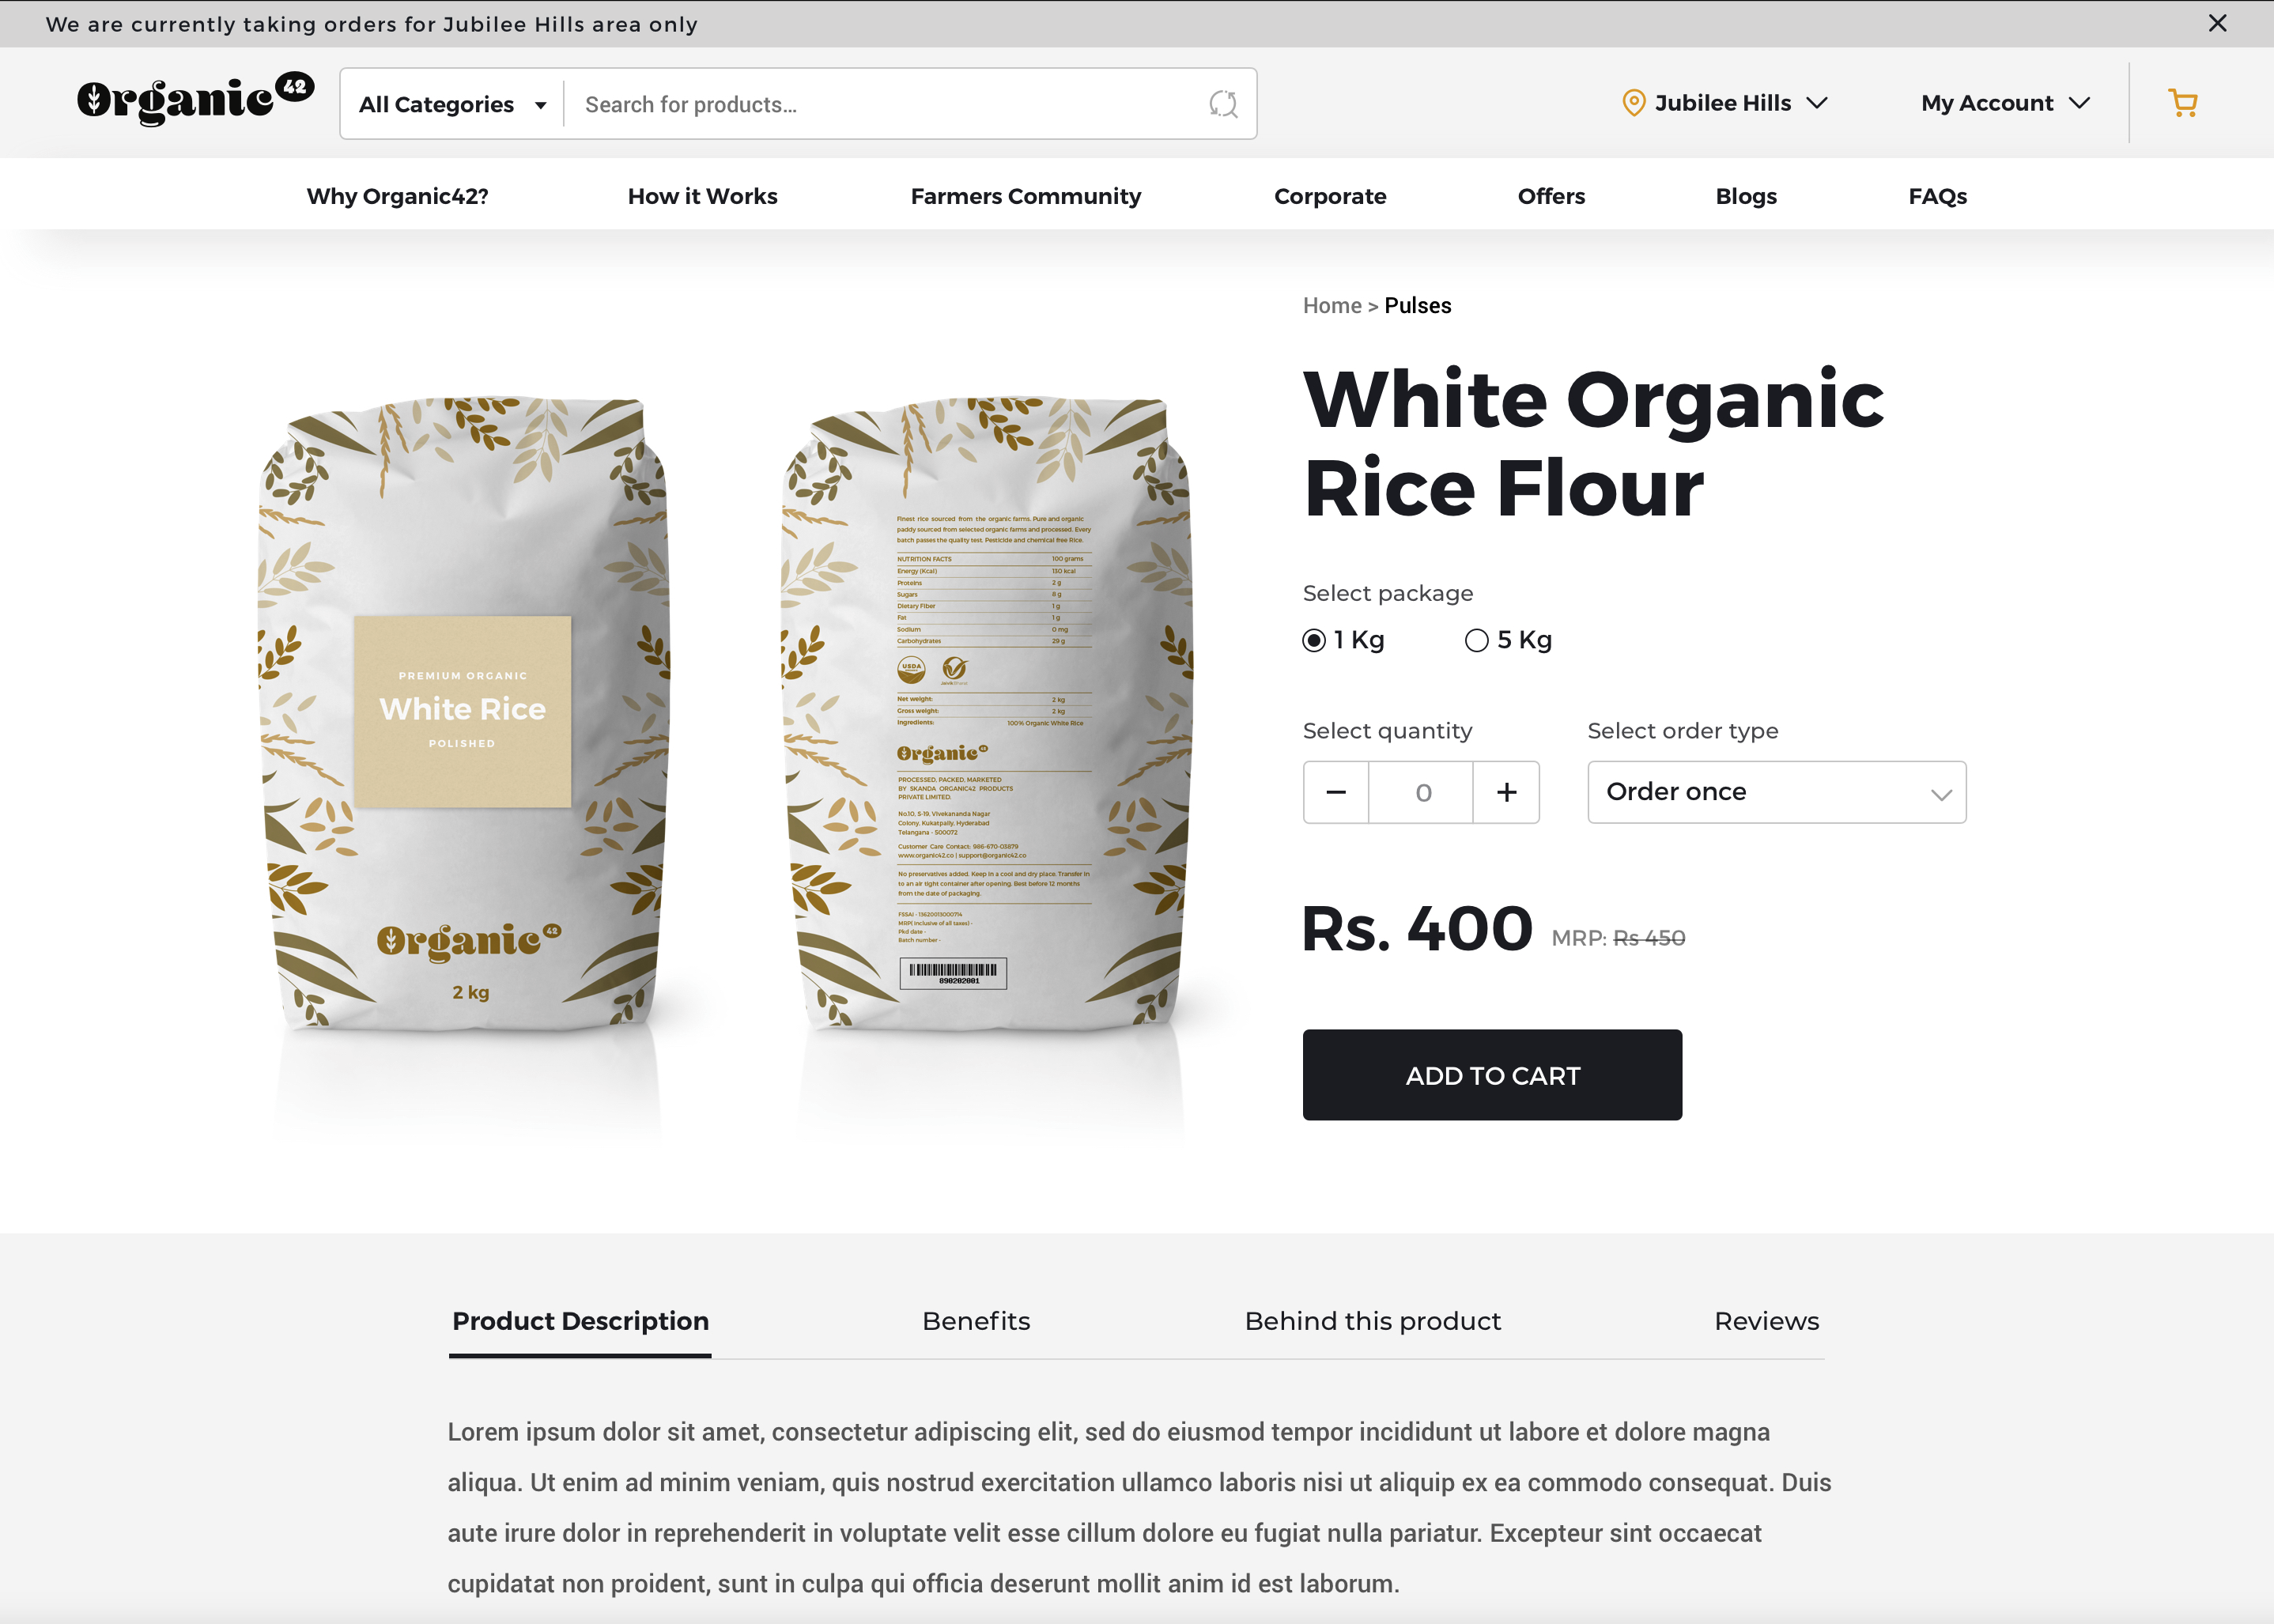 We are currently taking orders for Jubilee Hills area only
Organic 42
All Categories
Search for products...
Jubilee Hills
My Account
Why Organic42?
How it Works
Farmers Community
Corporate
Offers
Blogs
FAQs
Home > Pulses
White Organic
Rice Flour
Select package
1 Kg
5 Kg
Select quantity
Select order type
0
Order once
Rs. 400 MRP: Rs 450
ADD TO CART
PREMIUM ORGANIC
White Rice
POLISHED
Organic 42
2 kg
Finest rice sourced from the organic farms. Pure and organic
paddy sourced from selected organic farms and processed. Every
batch passes the quality test. Pesticide and chemical free Rice.
NUTRITION FACTS 100 grams
Energy (Kcal) 130 kcal
Proteins 2 g
Sugars 8 g
Dietary Fiber 1 g
Fat 1 g
Sodium 0 mg
Carbohydrates 29 g
USDA
Net weight: 2 kg
Gross weight: 2 kg
Ingredients: 100% Organic White Rice
Organic 42
PROCESSED, PACKED, MARKETED
BY SKANDA ORGANIC42 PRODUCTS
PRIVATE LIMITED.
No.10, 5-19, Vivekananda Nagar
Colony, Kukatpally, Hyderabad
Telangana - 500072
Customer Care Contact: 986-670-03879
www.organic42.co | support@organic42.co
No preservatives added. Keep in a cool and dry place. Transfer in
to an air tight container after opening. Best before 12 months
from the date of packaging.
FSSAI - 13620013000714
MRP( inclusive of all taxes) -
Pkd date -
Batch number -
890202001
Product Description
Benefits
Behind this product
Reviews
Lorem ipsum dolor sit amet, consectetur adipiscing elit, sed do eiusmod tempor incididunt ut labore et dolore magna
aliqua. Ut enim ad minim veniam, quis nostrud exercitation ullamco laboris nisi ut aliquip ex ea commodo consequat. Duis
aute irure dolor in reprehenderit in voluptate velit esse cillum dolore eu fugiat nulla pariatur. Excepteur sint occaecat
cupidatat non proident, sunt in culpa qui officia deserunt mollit anim id est laborum.